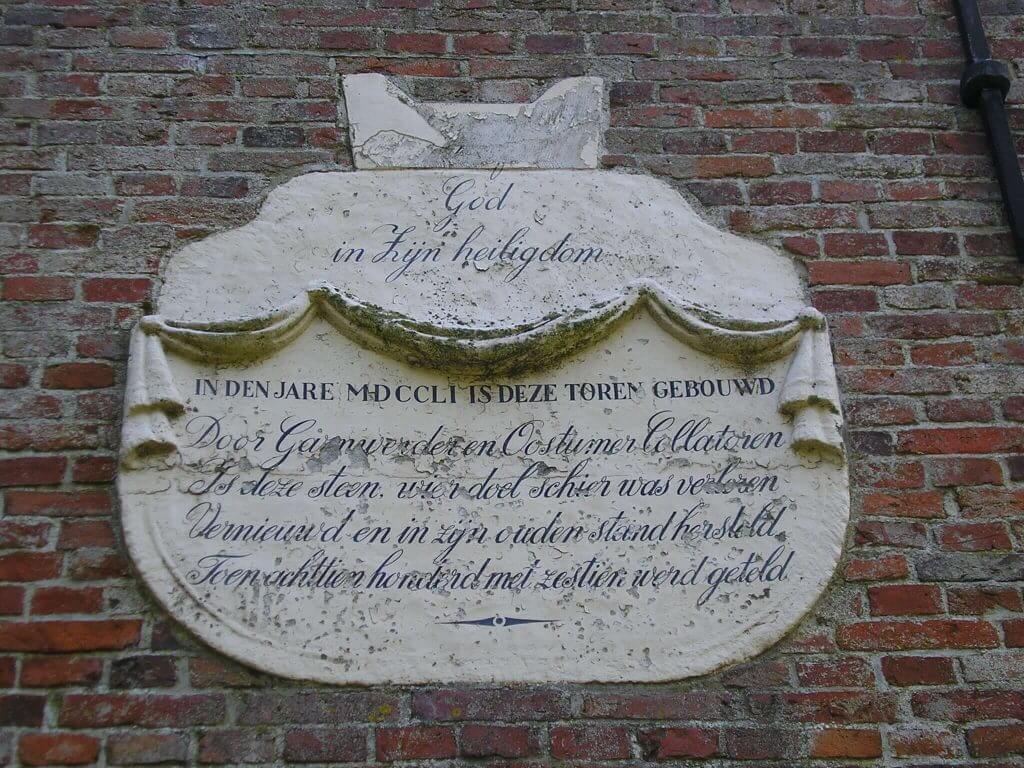 God
in Zijn heiligdom
IN DEN JARE MDCCLI IS DEZE TOREN GEBOUWD
Door Garnwerder en Oostumer Collatoren
Is deze steen, wier doel schier was verloren
Vernieuwd en in zijn ouden stand hersteld
Toen achttien honderd met zestien werd geteld